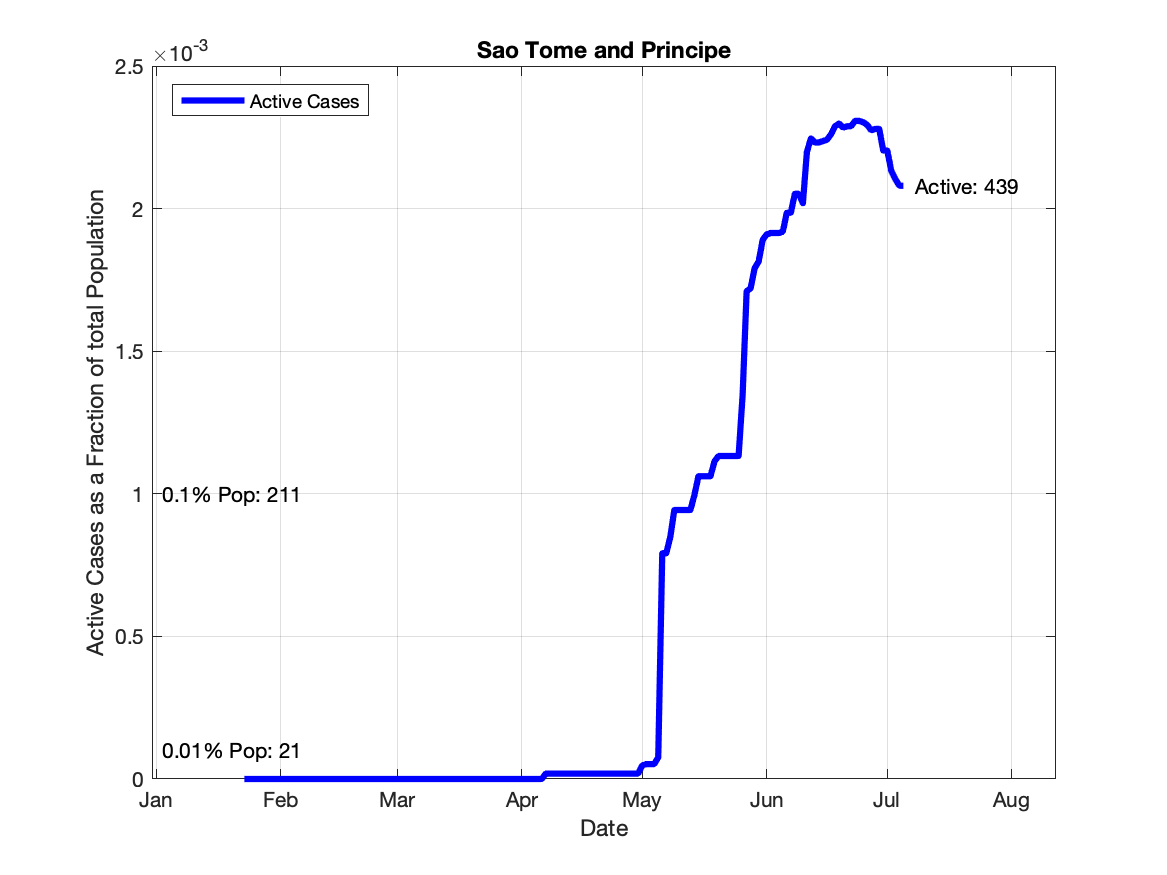 Sao Tome and Principe
×10-3
2.5
2
1.5
1
0.5
0
Active Cases as a Fraction of total Population
Active Cases
Active: 439
0.1% Pop: 211
0.01% Pop: 21
Jan Feb Mar Apr May Jun Jul Aug
Date